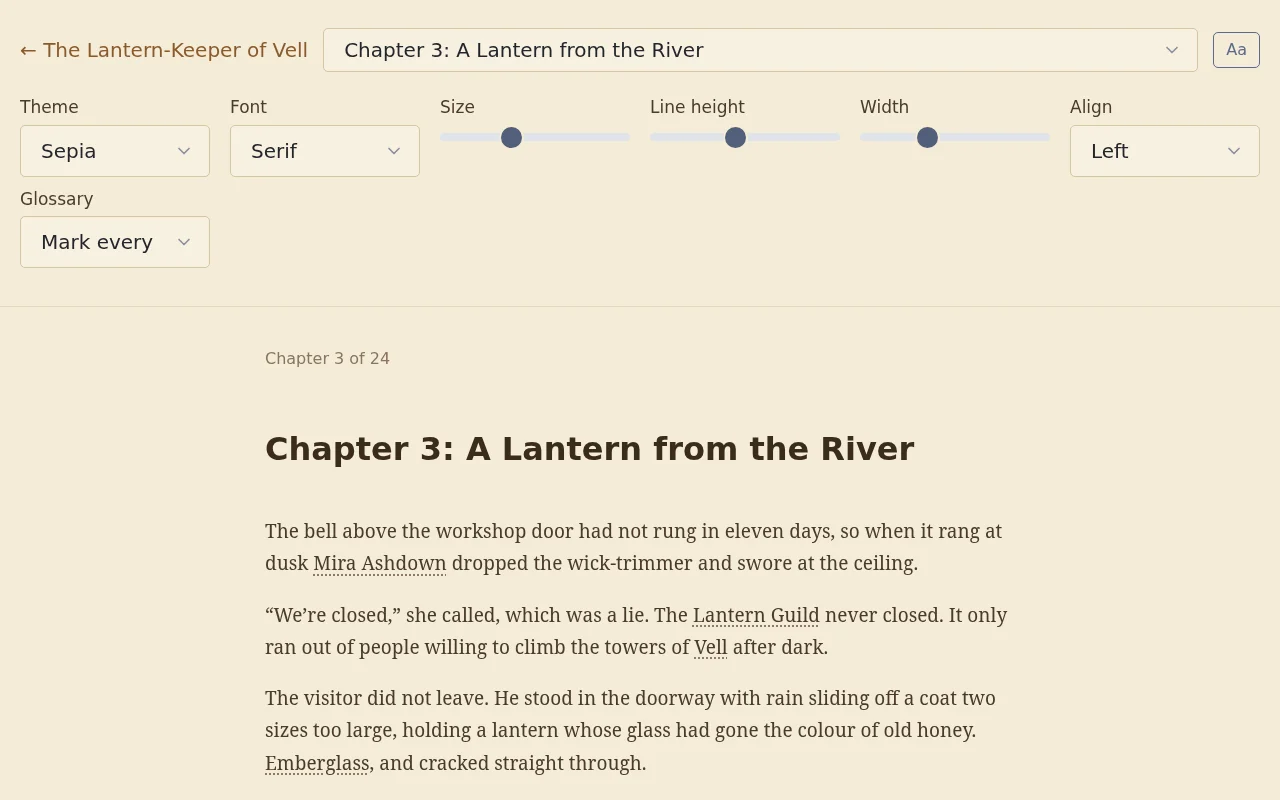 ← The Lantern-Keeper of Vell
Chapter 3: A Lantern from the River
Aa
Theme
Font
Size
Line height
Width
Align
Sepia
Serif
Left
Glossary
Mark every
Chapter 3 of 24
Chapter 3: A Lantern from the River
The bell above the workshop door had not rung in eleven days, so when it rang at
dusk Mira Ashdown dropped the wick-trimmer and swore at the ceiling.
“We’re closed,” she called, which was a lie. The Lantern Guild never closed. It only
ran out of people willing to climb the towers of Vell after dark.
The visitor did not leave. He stood in the doorway with rain sliding off a coat two
sizes too large, holding a lantern whose glass had gone the colour of old honey.
Emberglass, and cracked straight through.